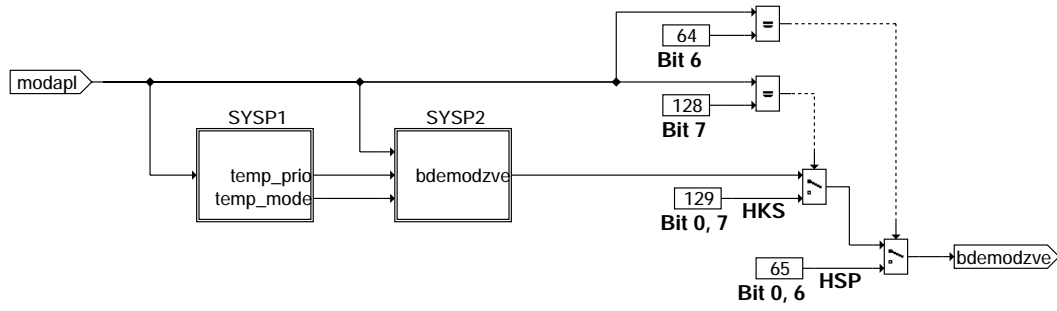 64
=
Bit 6
modapl
128
=
Bit 7
SYSP1
SYSP2
temp_prio
bdemodzve
temp_mode
129
HKS
Bit 0, 7
65
HSP
Bit 0, 6
bdemodzve